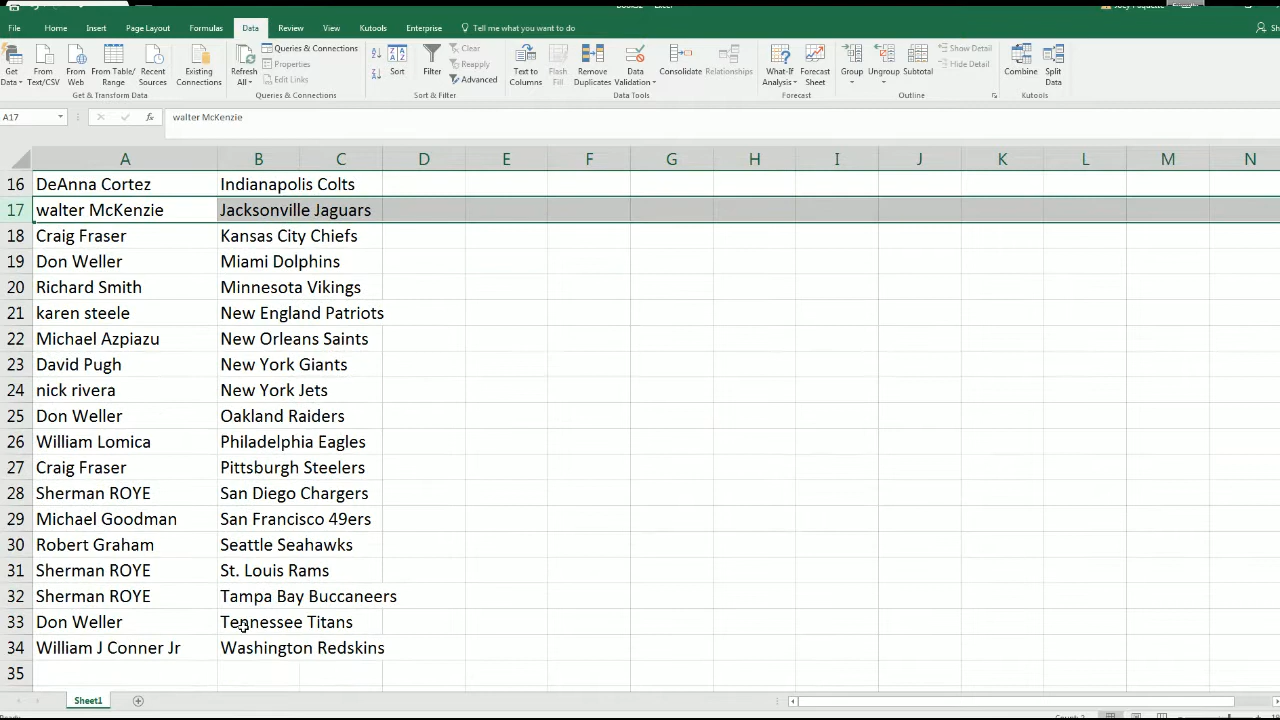 File Home Insert Page Layout Formulas Data Review View Kutools Enterprise Tell me what you want to do
Get Data From Text/CSV From Web From Table/ Range Recent Sources Existing Connections Refresh All Queries & Connections Properties Edit Links Sort Filter Clear Reapply Advanced Text to Columns Flash Fill Remove Duplicates Data Validation Consolidate Relationships What-If Analysis Forecast Sheet Group Ungroup Subtotal Show Detail Hide Detail Combine Split Data
Get & Transform Data Queries & Connections Sort & Filter Data Tools Forecast Outline Kutools
A17 fx walter McKenzie
A B C D E F G H I J K L M N
16 DeAnna Cortez Indianapolis Colts
17 walter McKenzie Jacksonville Jaguars
18 Craig Fraser Kansas City Chiefs
19 Don Weller Miami Dolphins
20 Richard Smith Minnesota Vikings
21 karen steele New England Patriots
22 Michael Azpiazu New Orleans Saints
23 David Pugh New York Giants
24 nick rivera New York Jets
25 Don Weller Oakland Raiders
26 William Lomica Philadelphia Eagles
27 Craig Fraser Pittsburgh Steelers
28 Sherman ROYE San Diego Chargers
29 Michael Goodman San Francisco 49ers
30 Robert Graham Seattle Seahawks
31 Sherman ROYE St. Louis Rams
32 Sherman ROYE Tampa Bay Buccaneers
33 Don Weller Tennessee Titans
34 William J Conner Jr Washington Redskins
35
Sheet1